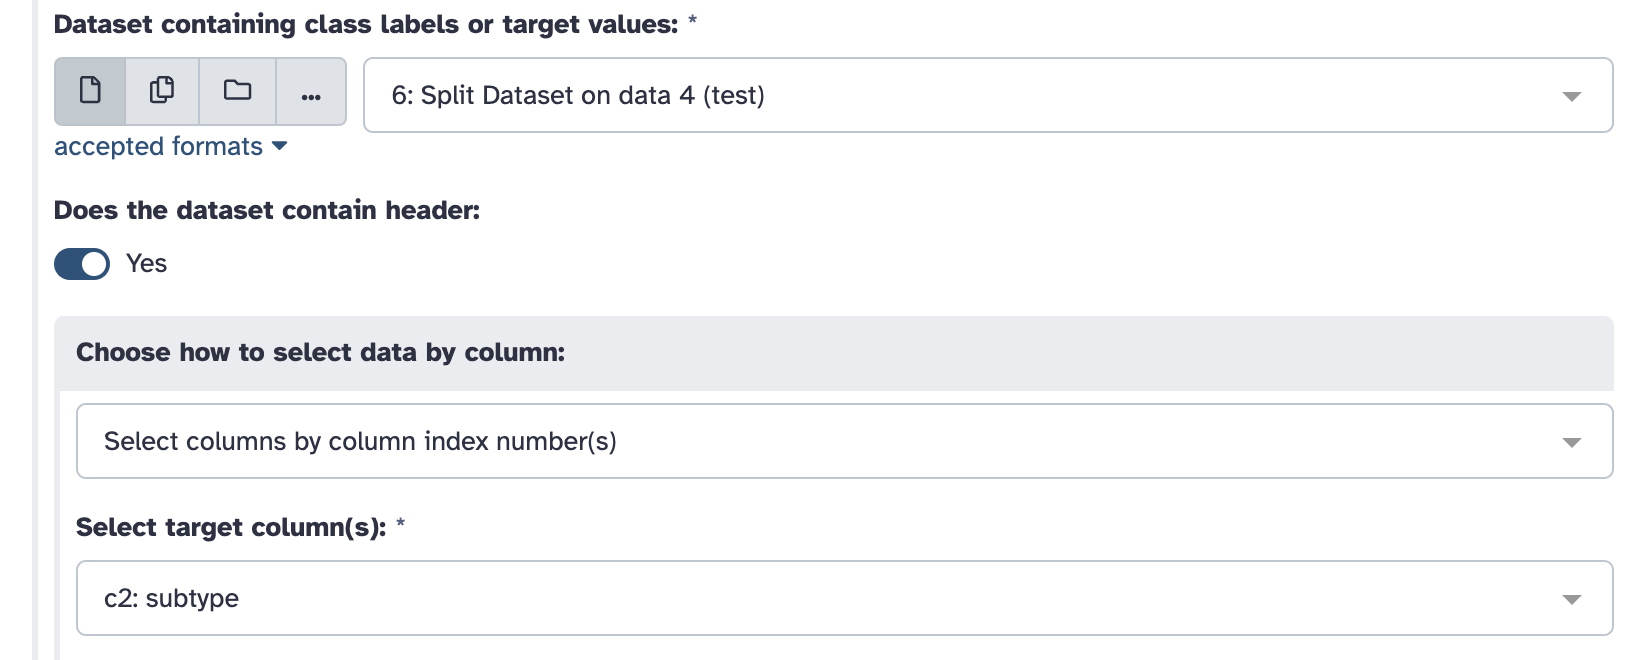 Dataset containing class labels or target values: *
... 6: Split Dataset on data 4 (test)
accepted formats
Does the dataset contain header:
Yes
Choose how to select data by column:
Select columns by column index number(s)
Select target column(s): *
c2: subtype